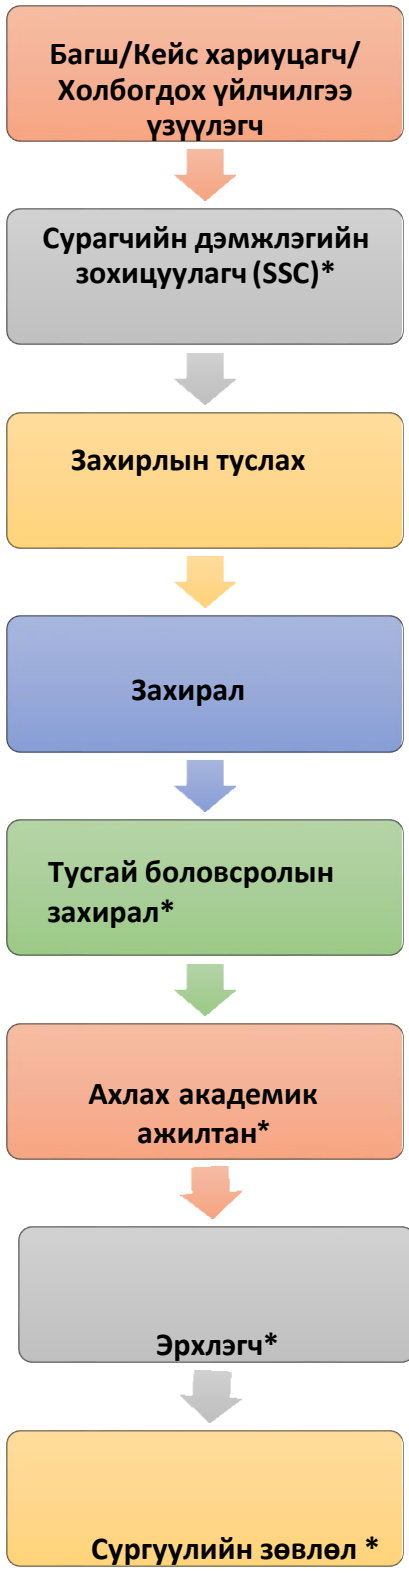 Багш/Кейс хариуцагч/
Холбогдох үйлчилгээ
үзүүлэгч
Сурагчийн дэмжлэгийн
зохицуулагч (SSC)*
Захирлын туслах
Захирал
Тусгай боловсролын
захирал*
Ахлах академик
ажилтан*
Эрхлэгч*
Сургуулийн зөвлөл *